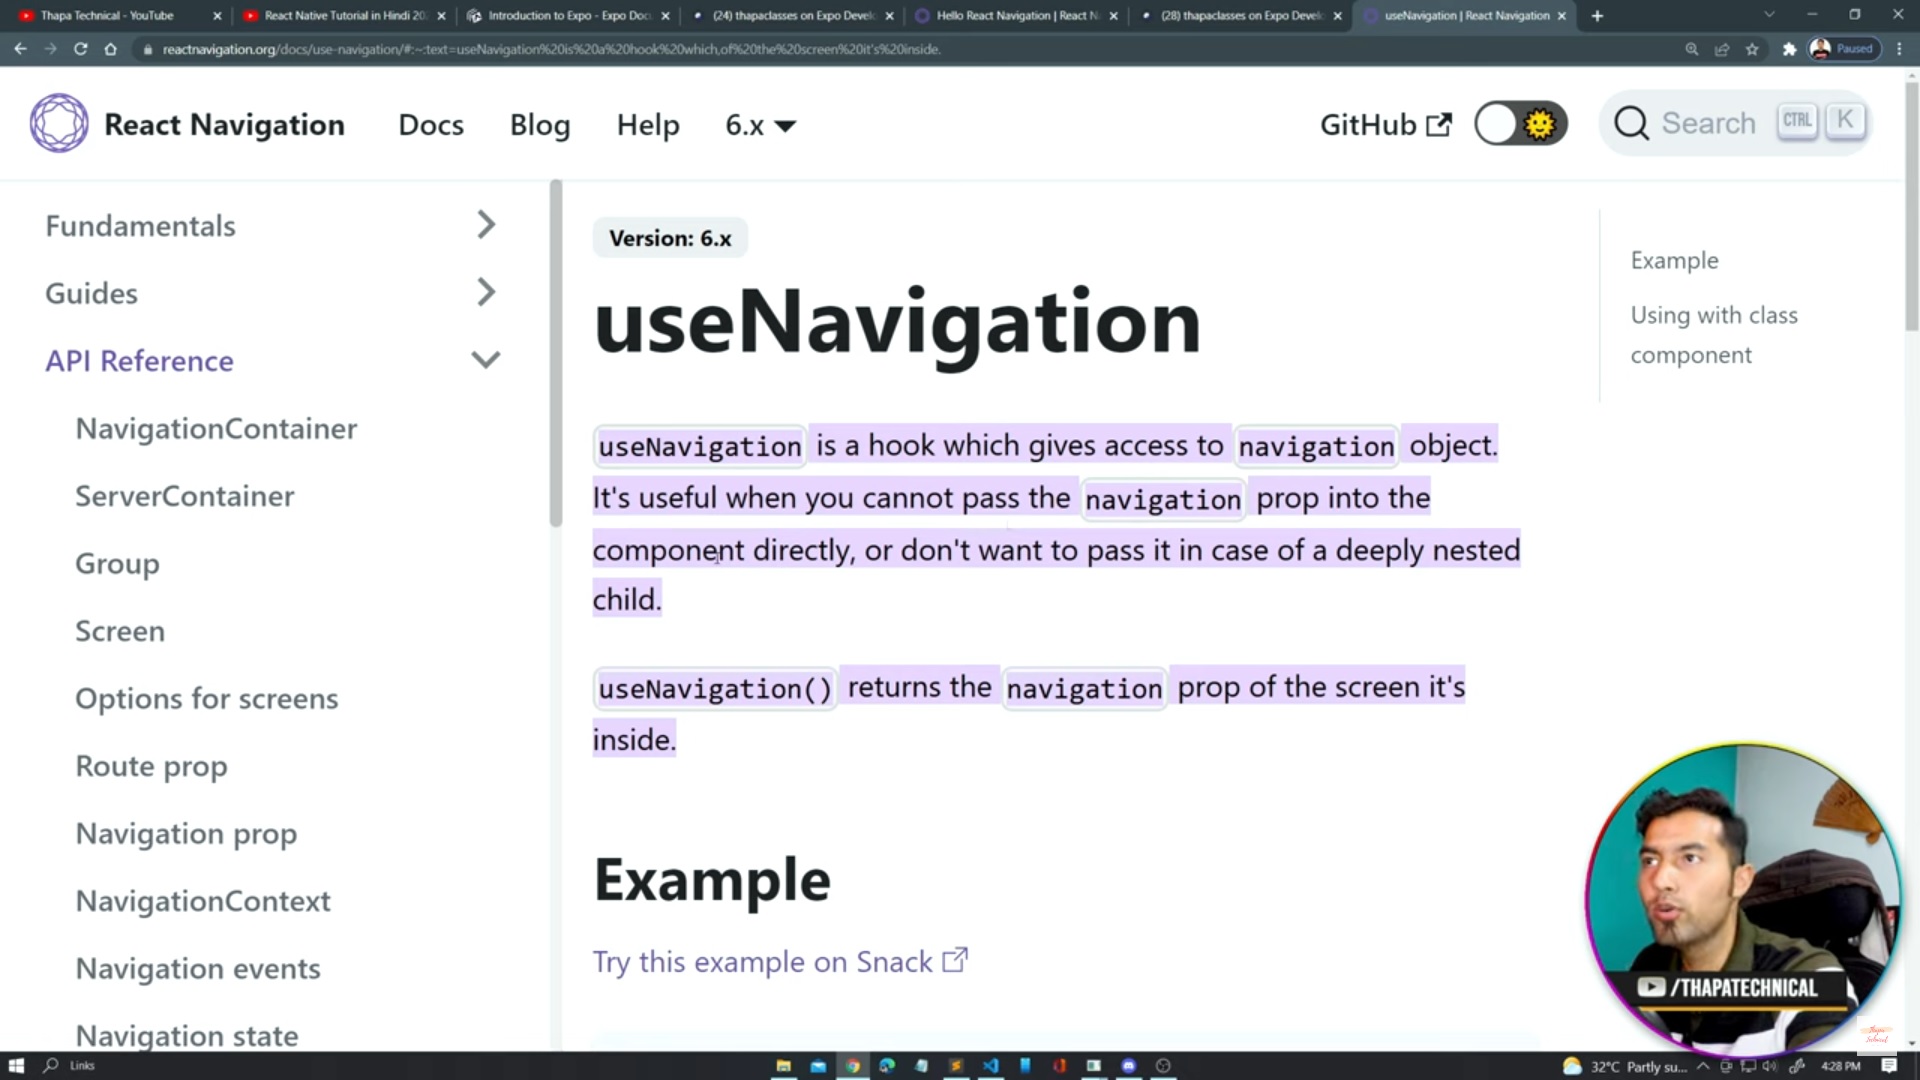 Thapa Technical - YouTube
React Native Tutorial in Hindi 20
Introduction to Expo - Expo Doc
(24) thapaclasses on Expo Devel
Hello React Navigation | React N
(28) thapaclasses on Expo Devel
useNavigation | React Navigation
reactnavigation.org/docs/use-navigation/#:~:text=useNavigation%20is%20a%20hook%20which,of%20the%20screen%20it's%20inside.
Paused
React Navigation
Docs
Blog
Help
6.x
GitHub
Search
CTRL
K
Fundamentals
Guides
API Reference
NavigationContainer
ServerContainer
Group
Screen
Options for screens
Route prop
Navigation prop
NavigationContext
Navigation events
Navigation state
Version: 6.x
useNavigation
useNavigation is a hook which gives access to navigation object.
It's useful when you cannot pass the navigation prop into the
component directly, or don't want to pass it in case of a deeply nested
child.
useNavigation() returns the navigation prop of the screen it's
inside.
Example
Try this example on Snack
Example
Using with class
component
/THAPATECHNICAL
Links
32°C Partly su...
4:28 PM